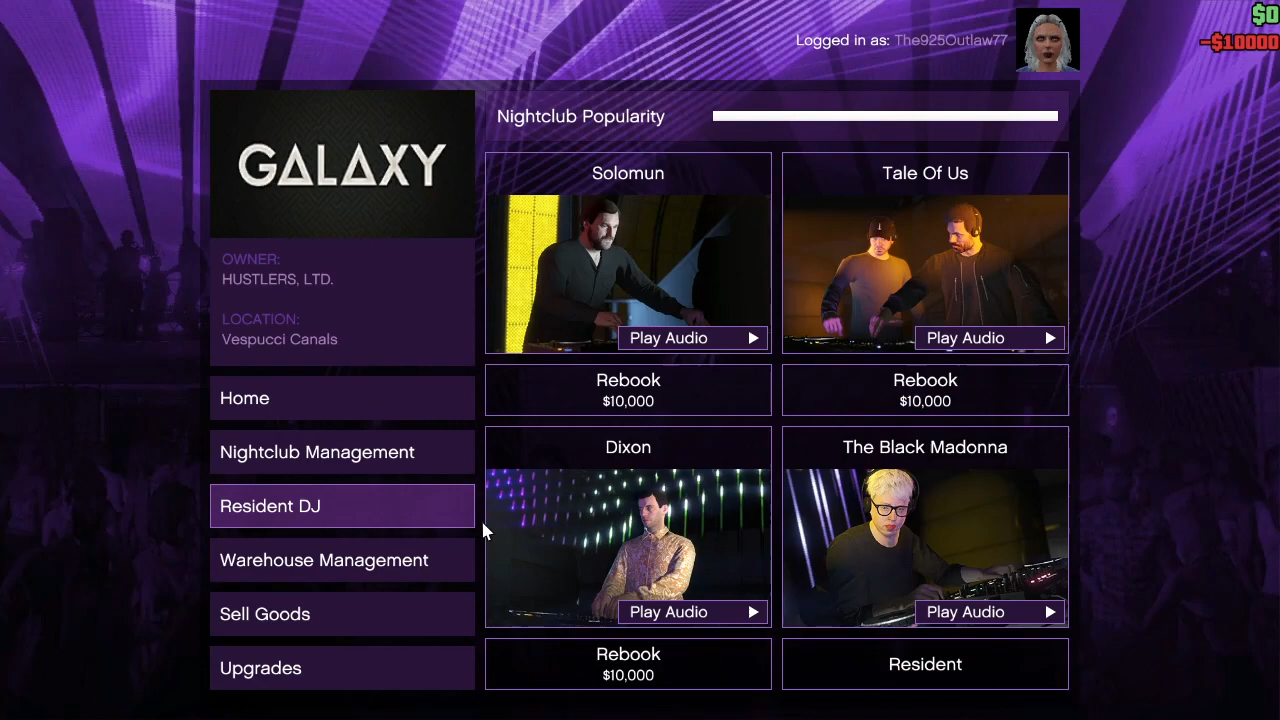 $0
-$10000
Logged in as: The925Outlaw77
GALAXY
OWNER:
HUSTLERS, LTD.
LOCATION:
Vespucci Canals
Home
Nightclub Management
Resident DJ
Warehouse Management
Sell Goods
Upgrades
Nightclub Popularity
Solomun
Play Audio
Rebook
$10,000
Tale Of Us
Play Audio
Rebook
$10,000
Dixon
Play Audio
Rebook
$10,000
The Black Madonna
Play Audio
Resident